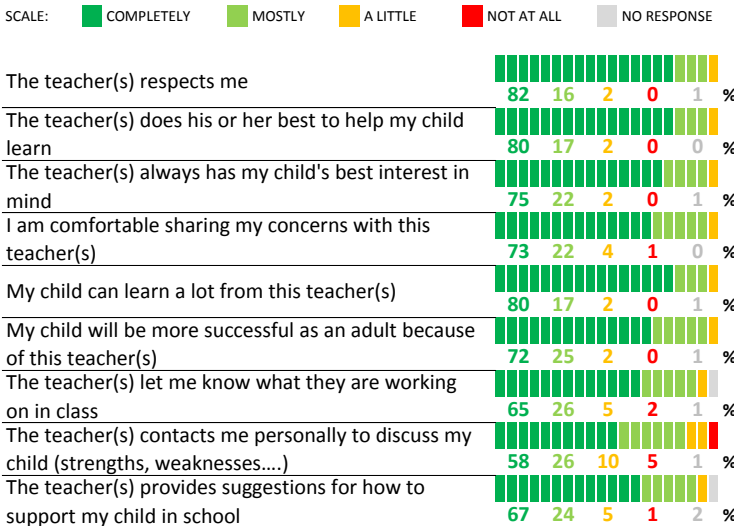 SCALE: COMPLETELY MOSTLY A LITTLE NOT AT ALL NO RESPONSE
The teacher(s) respects me
82 16 2 0 1 %
The teacher(s) does his or her best to help my child
learn
80 17 2 0 0 %
The teacher(s) always has my child's best interest in
mind
75 22 2 0 1 %
I am comfortable sharing my concerns with this
teacher(s)
73 22 4 1 0 %
My child can learn a lot from this teacher(s)
80 17 2 0 1 %
My child will be more successful as an adult because
of this teacher(s)
72 25 2 0 1 %
The teacher(s) let me know what they are working
on in class
65 26 5 2 1 %
The teacher(s) contacts me personally to discuss my
child (strengths, weaknesses....)
58 26 10 5 1 %
The teacher(s) provides suggestions for how to
support my child in school
67 24 5 1 2 %